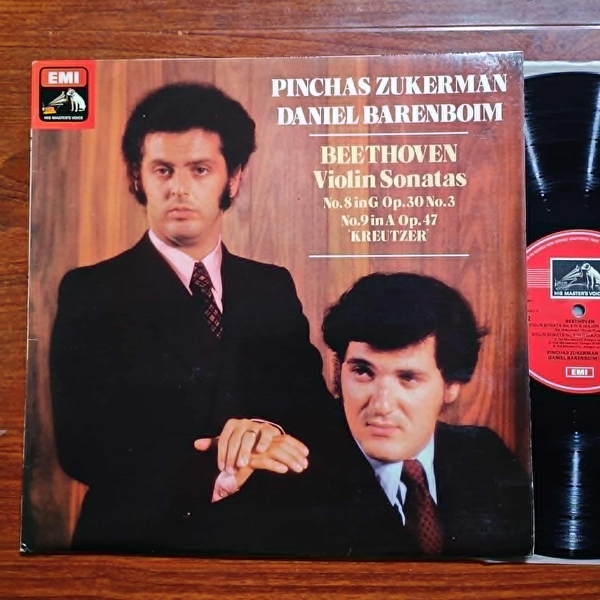 EMI
HIS MASTER'S VOICE
PINCHAS ZUKERMAN
DANIEL BARENBOIM
BEETHOVEN
Violin Sonatas
No.8 in G Op.30 No.3
No.9 in A Op.47
'KREUTZER'
HIS MASTER'S VOICE
2
BEETHOVEN
PINCHAS ZUKERMAN
DANIEL BARENBOIM
EMI